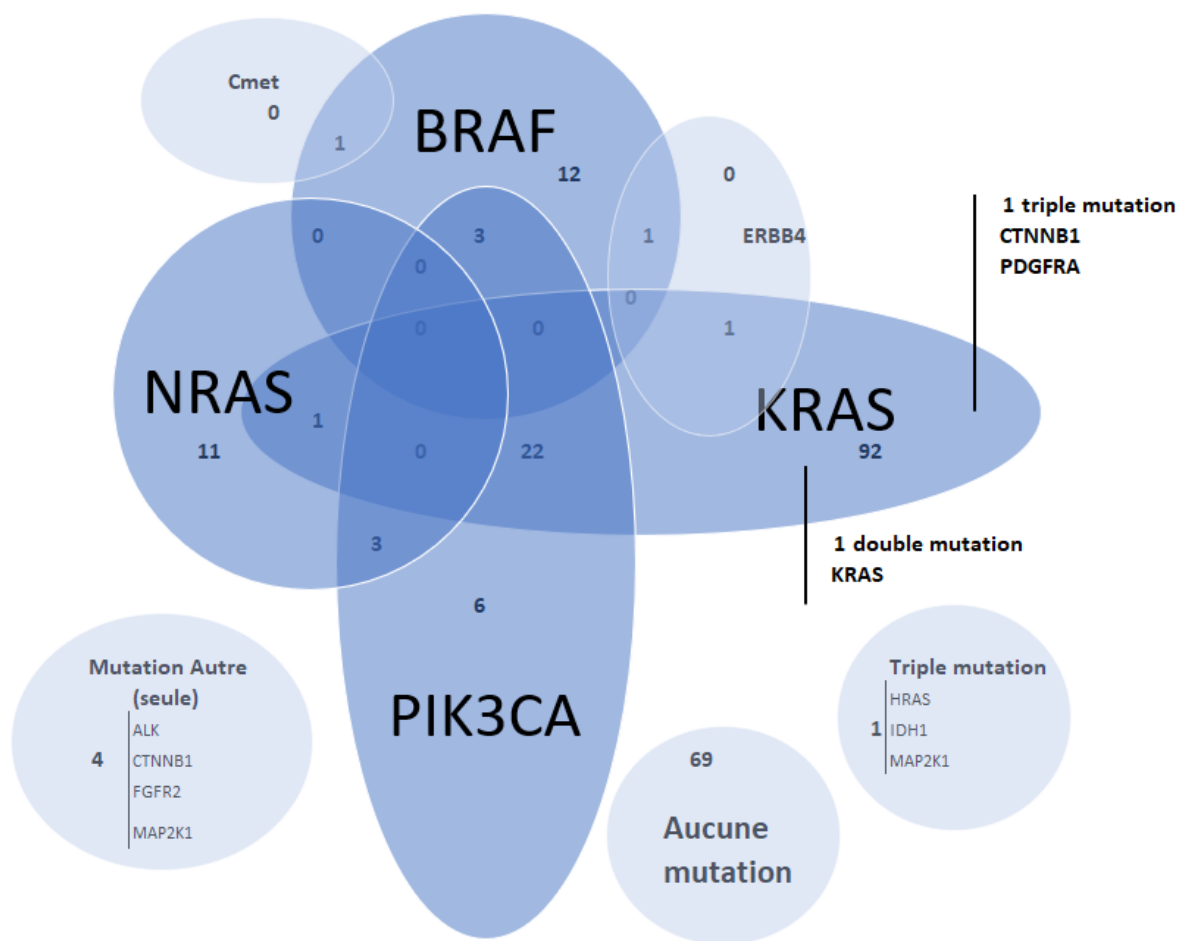 Cmet
0
1
BRAF
12
0
1
ERBB4
0
3
0
0
0
0
1
1 triple mutation
CTNNB1
PDGFRA
NRAS
11
1
0
22
KRAS
92
3
1 double mutation
KRAS
6
PIK3CA
Mutation Autre
(seule)
4
ALK
CTNNB1
FGFR2
MAP2K1
69
Aucune
mutation
Triple mutation
1
HRAS
IDH1
MAP2K1